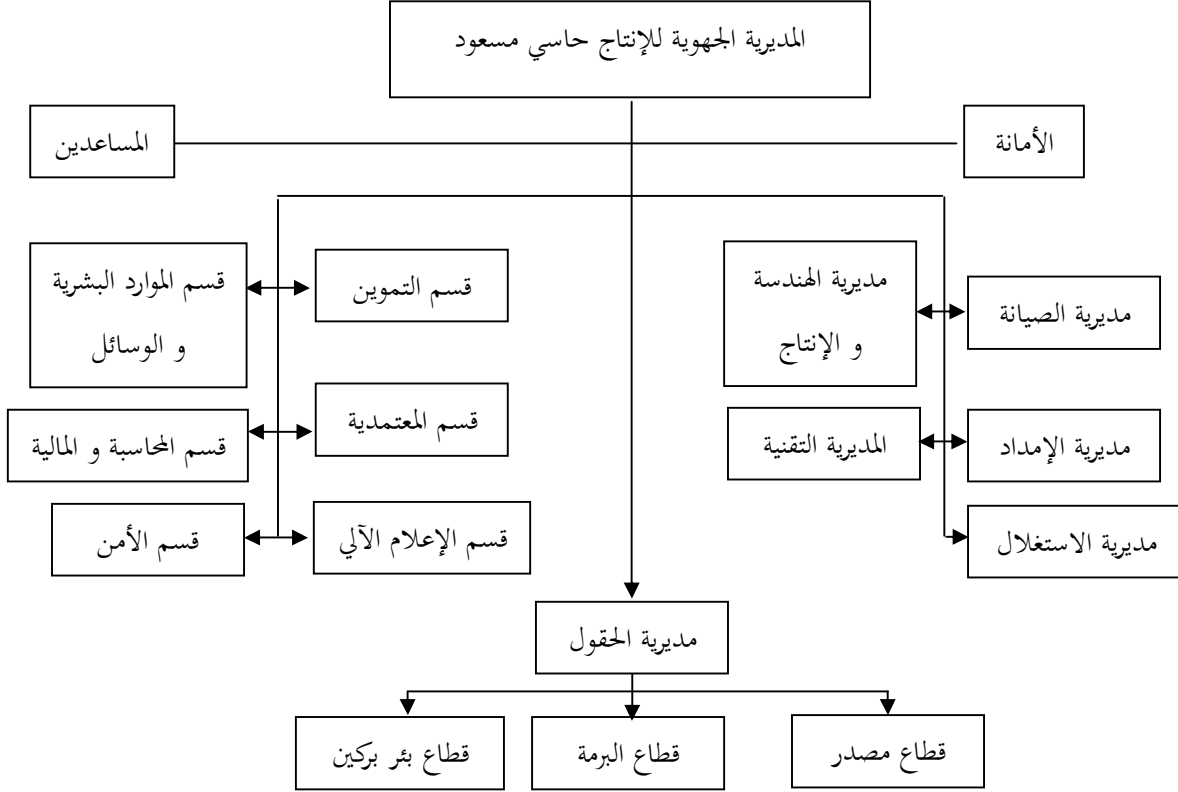 المديرية الجهوية للإنتاج حاسي مسعود
الأمانة
المساعدين
مديرية الهندسة
و الإنتاج
مديرية الصيانة
قسم التموين
قسم الموارد البشرية
و الوسائل
مديرية الإمداد
المديرية التقنية
قسم المعتمدية
قسم المحاسبة و المالية
مديرية الاستغلال
قسم الإعلام الآلي
قسم الأمن
مديرية الحقول
قطاع مصدر
قطاع البرمة
قطاع بئر بركين